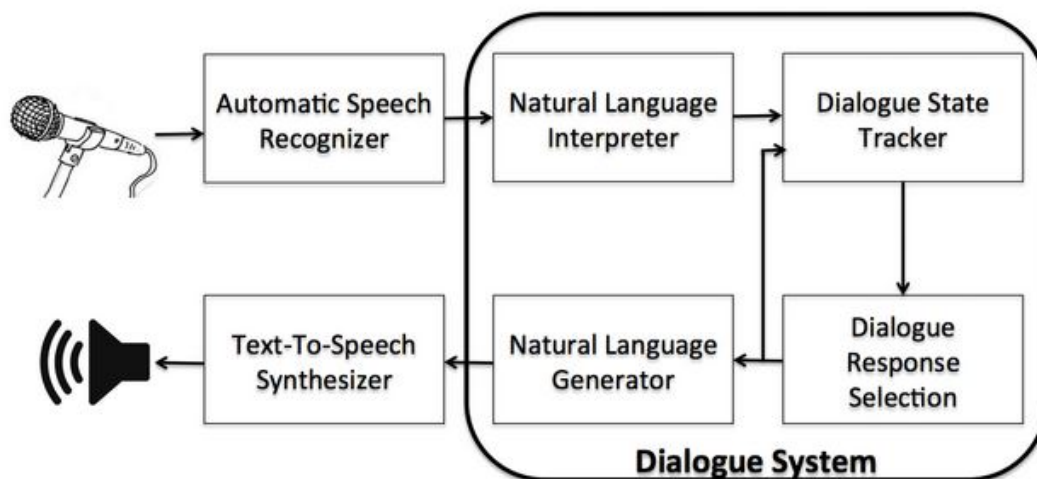 Automatic Speech
Recognizer
Natural Language
Interpreter
Dialogue State
Tracker
Text-To-Speech
Synthesizer
Natural Language
Generator
Dialogue
Response
Selection
Dialogue System